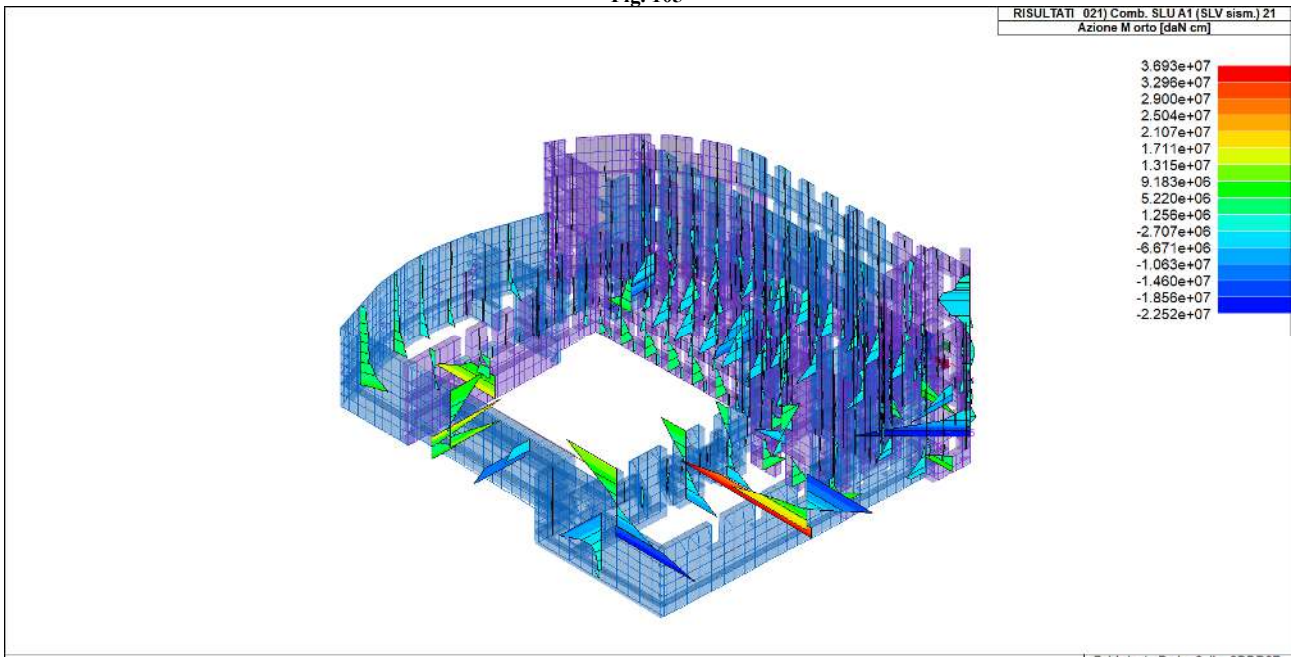 RISULTATI 021) Comb. SLU A1 (SLV sism.) 21
Azione M orto [daN cm]
3.693e+07
3.296e+07
2.900e+07
2.504e+07
2.107e+07
1.711e+07
1.315e+07
9.183e+06
5.220e+06
1.256e+06
-2.707e+06
-6.671e+06
-1.063e+07
-1.460e+07
-1.856e+07
-2.252e+07